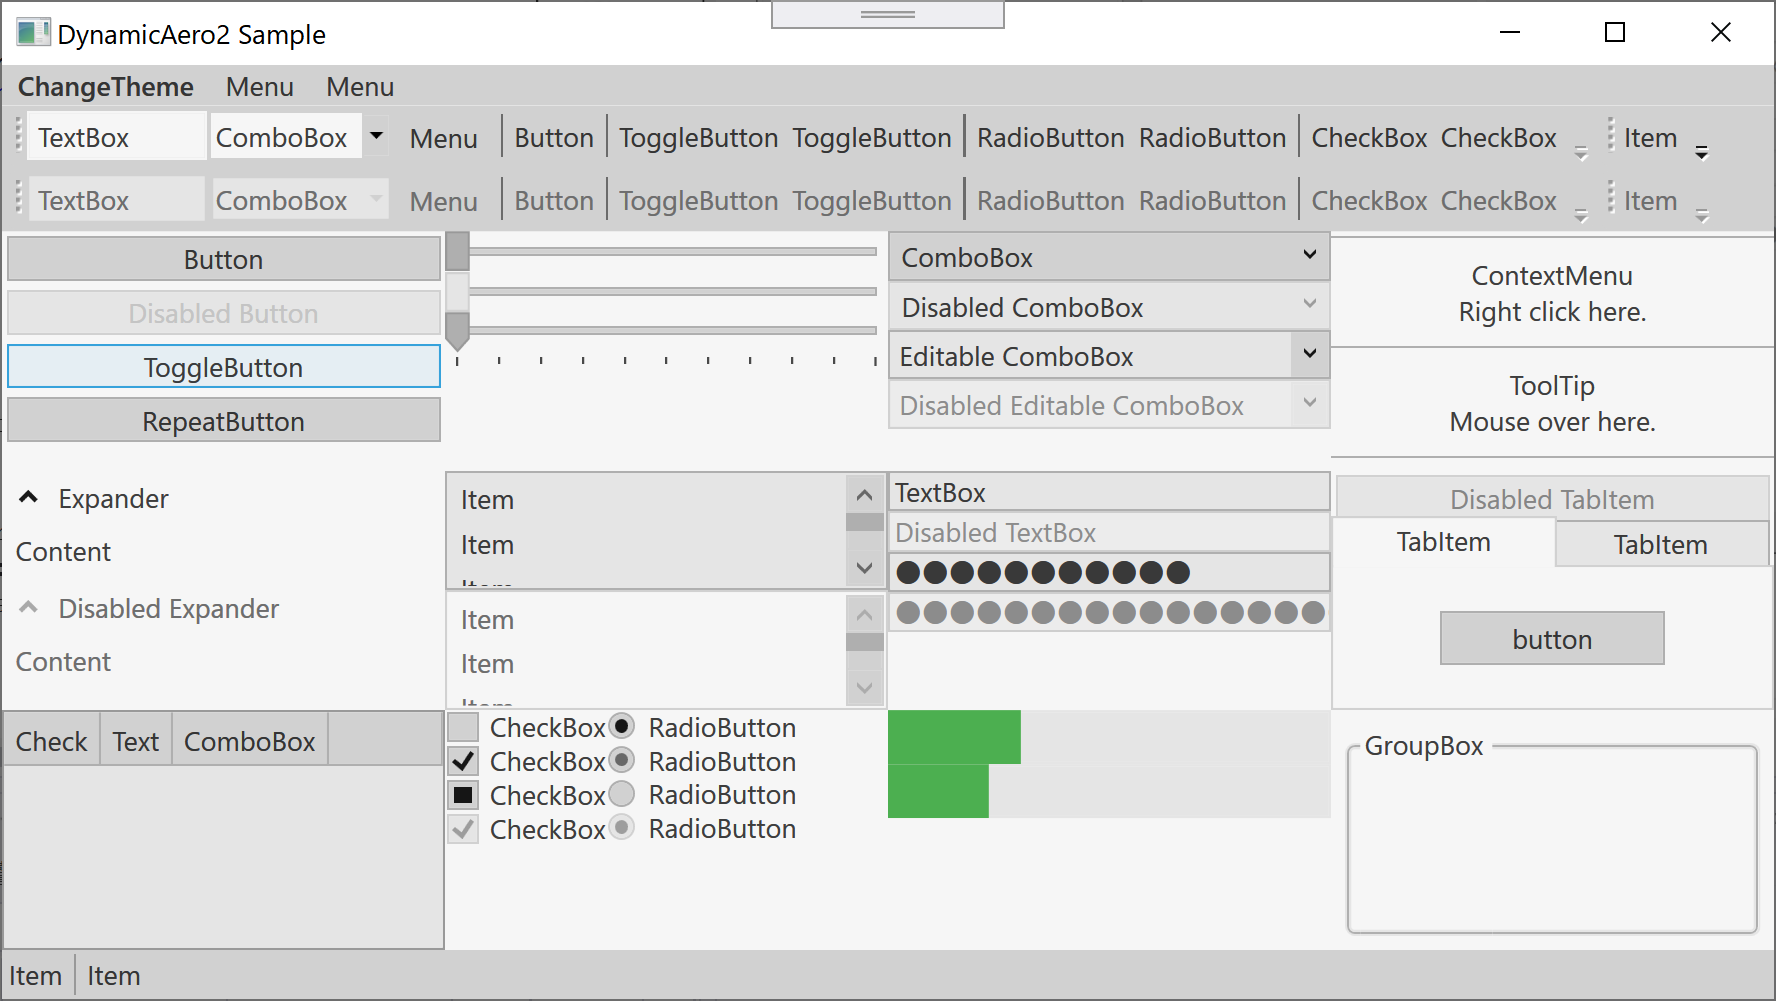 DynamicAero2 Sample
ChangeTheme Menu Menu
TextBox ComboBox Menu Button ToggleButton ToggleButton RadioButton RadioButton CheckBox CheckBox Item
TextBox ComboBox Menu Button ToggleButton ToggleButton RadioButton RadioButton CheckBox CheckBox Item
Button
Disabled Button
ToggleButton
RepeatButton
ComboBox
Disabled ComboBox
Editable ComboBox
Disabled Editable ComboBox
ContextMenu
Right click here.
ToolTip
Mouse over here.
Expander
Content
Disabled Expander
Content
Item
Item
Item
Item
Item
Item
TextBox
Disabled TextBox
●●●●●●●●●●●
●●●●●●●●●●●●●●●●
Disabled TabItem
TabItem TabItem
button
Check Text ComboBox
CheckBox RadioButton
CheckBox RadioButton
CheckBox RadioButton
CheckBox RadioButton
GroupBox
Item Item